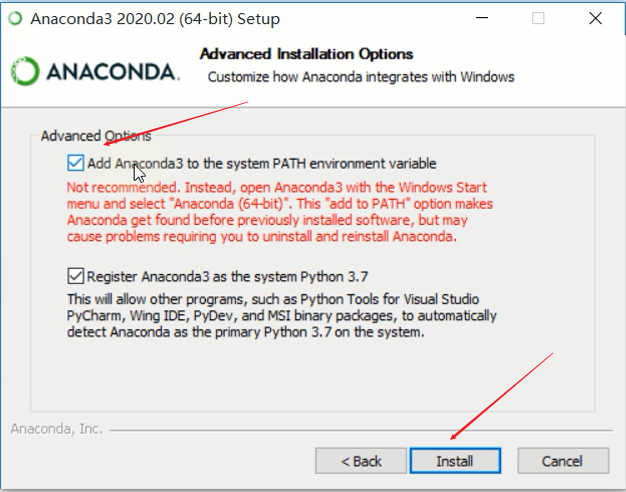 Anaconda3 2020.02 (64-bit) Setup
Advanced Installation Options
Customize how Anaconda integrates with Windows
ANACONDA.
Advanced Options
Add Anaconda3 to the system PATH environment variable
Not recommended. Instead, open Anaconda3 with the Windows Start
menu and select "Anaconda (64-bit)". This "add to PATH" option makes
Anaconda get found before previously installed software, but may
cause problems requiring you to uninstall and reinstall Anaconda.
Register Anaconda3 as the system Python 3.7
This will allow other programs, such as Python Tools for Visual Studio
PyCharm, Wing IDE, PyDev, and MSI binary packages, to automatically
detect Anaconda as the primary Python 3.7 on the system.
Anaconda, Inc.
< Back Install Cancel